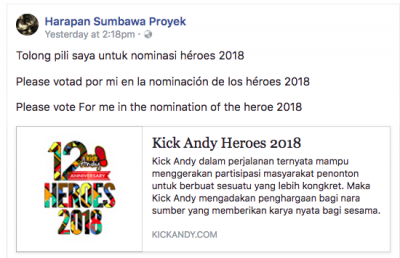 Harapan Sumbawa Proyek
Yesterday at 2:18pm ·
Tolong pili saya untuk nominasi héroes 2018
Please votad por mi en la nominación de los héroes 2018
Please vote For me in the nomination of the heroe 2018
12
kick Andy
ANNIVERSARY
HEROES
2018
Kick Andy Heroes 2018
Kick Andy dalam perjalanan ternyata mampu
menggerakan partisipasi masyarakat penonton
untuk berbuat sesuatu yang lebih kongkret. Maka
Kick Andy mengadakan penghargaan bagi nara
sumber yang memberikan karya nyata bagi sesama.
KICKANDY.COM